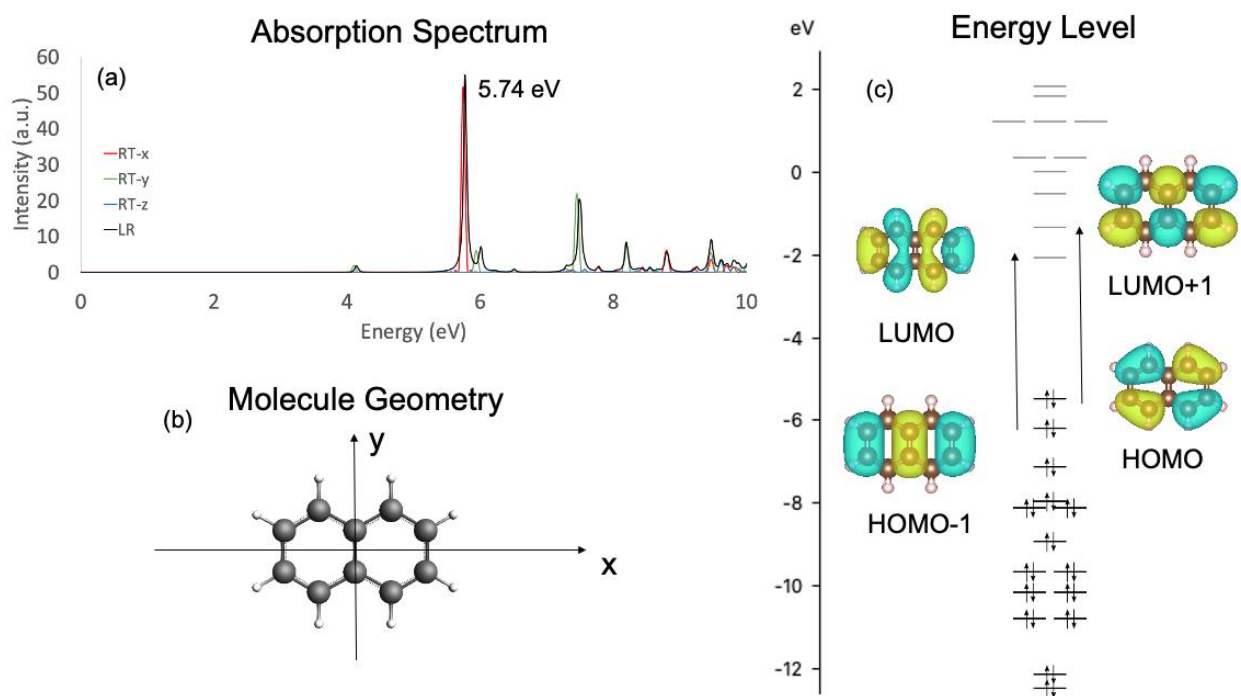 Absorption Spectrum
(a)
5.74 eV
Intensity (a.u.)
60
50
40
30
20
10
0
RT-x
RT-y
RT-z
LR
0 2 4 6 8 10
Energy (eV)
Molecule Geometry
(b)
y
x
Energy Level
eV
(c)
2
0
-2
-4
-6
-8
-10
-12
LUMO
LUMO+1
HOMO-1
HOMO